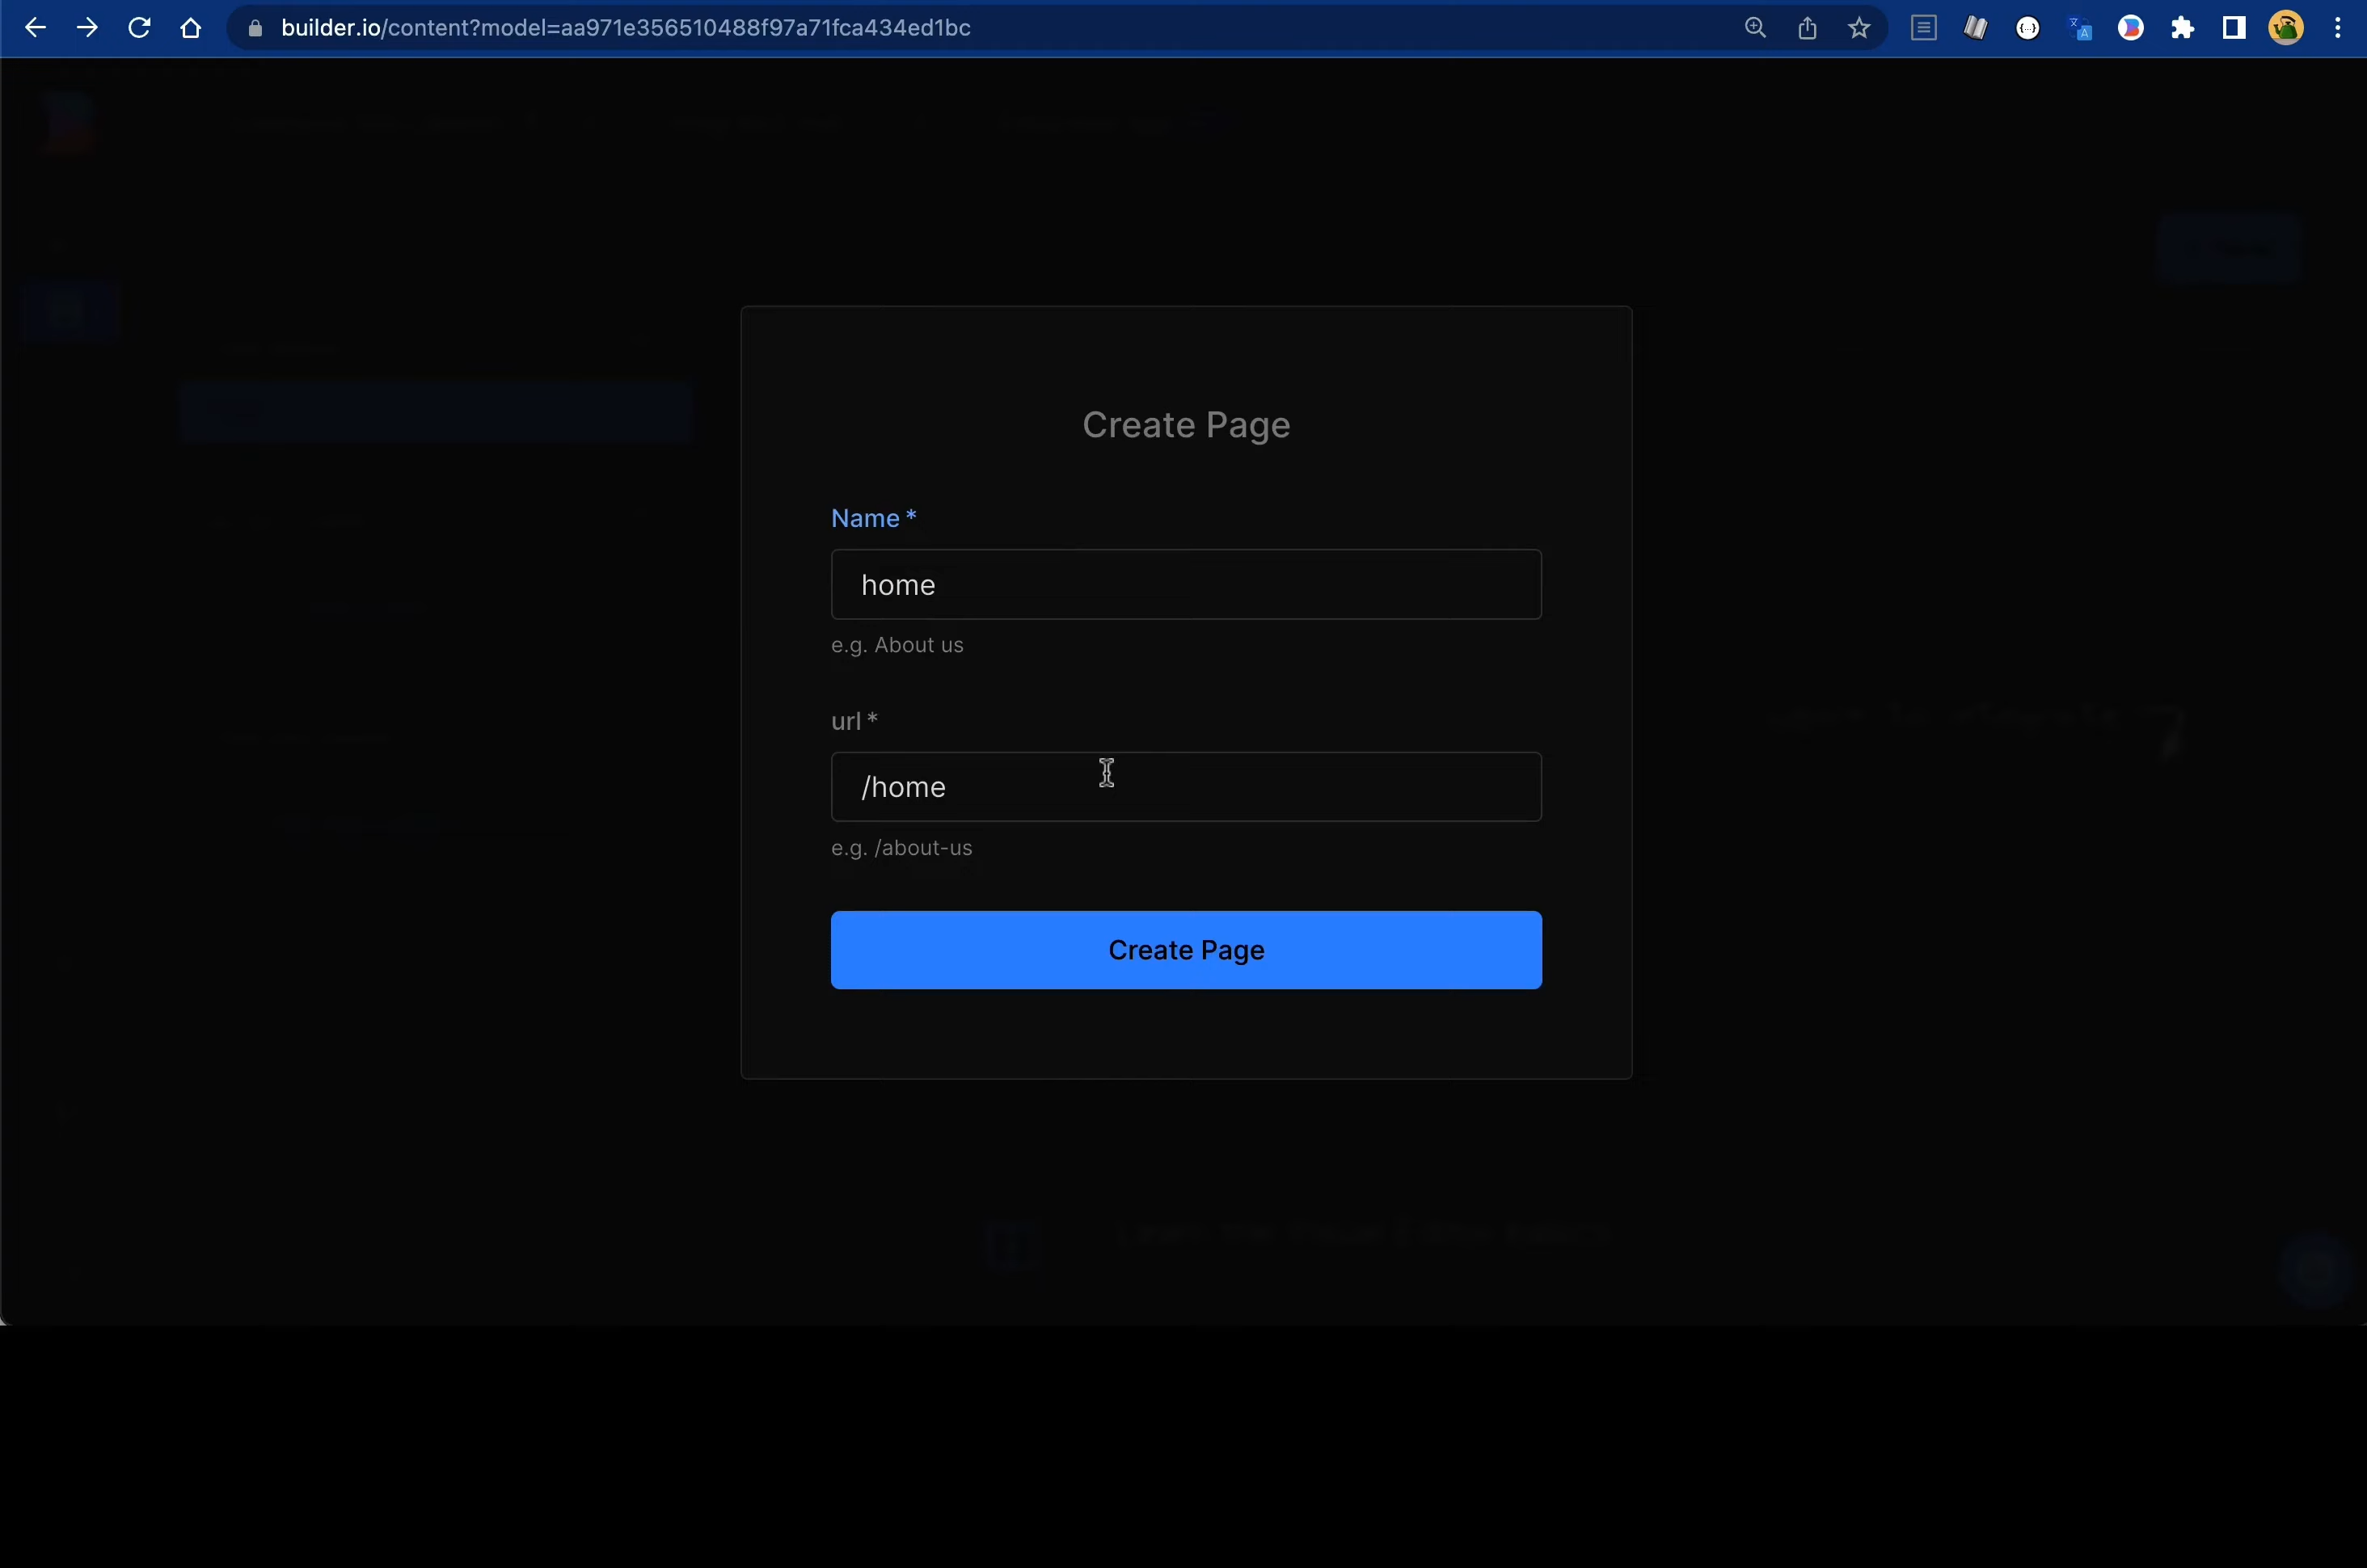 builder.io/content?model=aa971e356510488f97a71fca434ed1bc
Create Page
Name *
home
e.g. About us
url *
/home
e.g. /about-us
Create Page